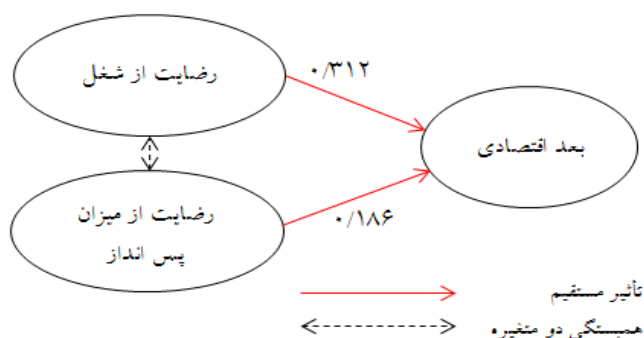 رضایت از شغل
۰/۳۱۲
بعد اقتصادی
رضایت از میزان
پس انداز
۰/۱۸۶
تأثیر مستقیم
همبستگی دو متغیره